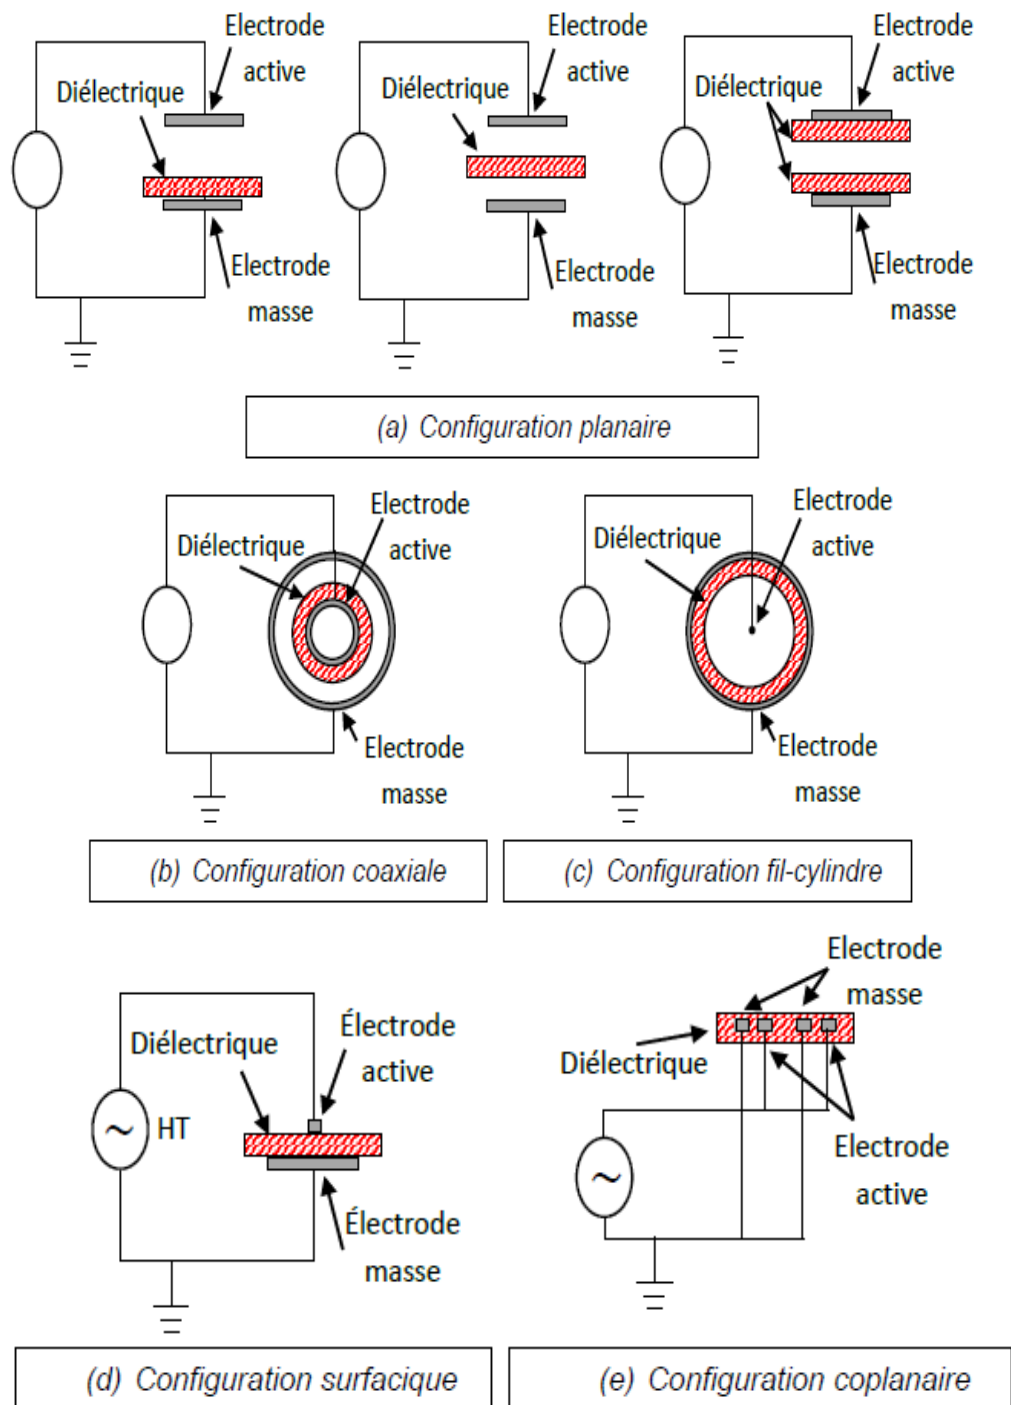 Electrode
active
Diélectrique
Electrode
masse
Electrode
active
Diélectrique
Electrode
masse
Electrode
active
Diélectrique
Electrode
masse
(a) Configuration planaire
Electrode
active
Diélectrique
Electrode
masse
(b) Configuration coaxiale
Electrode
active
Diélectrique
Electrode
masse
(c) Configuration fil-cylindre
Électrode
active
Diélectrique
~ HT
Électrode
masse
(d) Configuration surfacique
Electrode
masse
Diélectrique
Electrode
active
~
(e) Configuration coplanaire